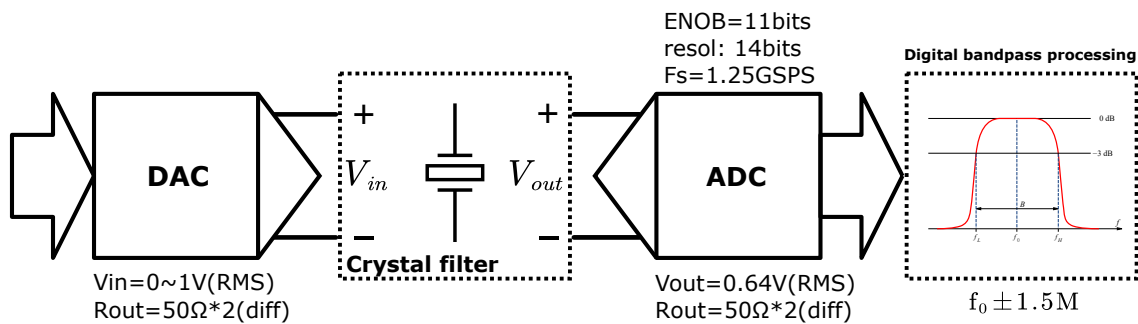 ENOB=11bits
resol: 14bits
Fs=1.25GSPS
Digital bandpass processing
0 dB
−3 dB
B
f
f_L
f_0
f_H
f₀ ± 1.5M
DAC
+
V_in
−
+
V_out
−
Crystal filter
ADC
Vin=0~1V(RMS)
Rout=50Ω*2(diff)
Vout=0.64V(RMS)
Rout=50Ω*2(diff)